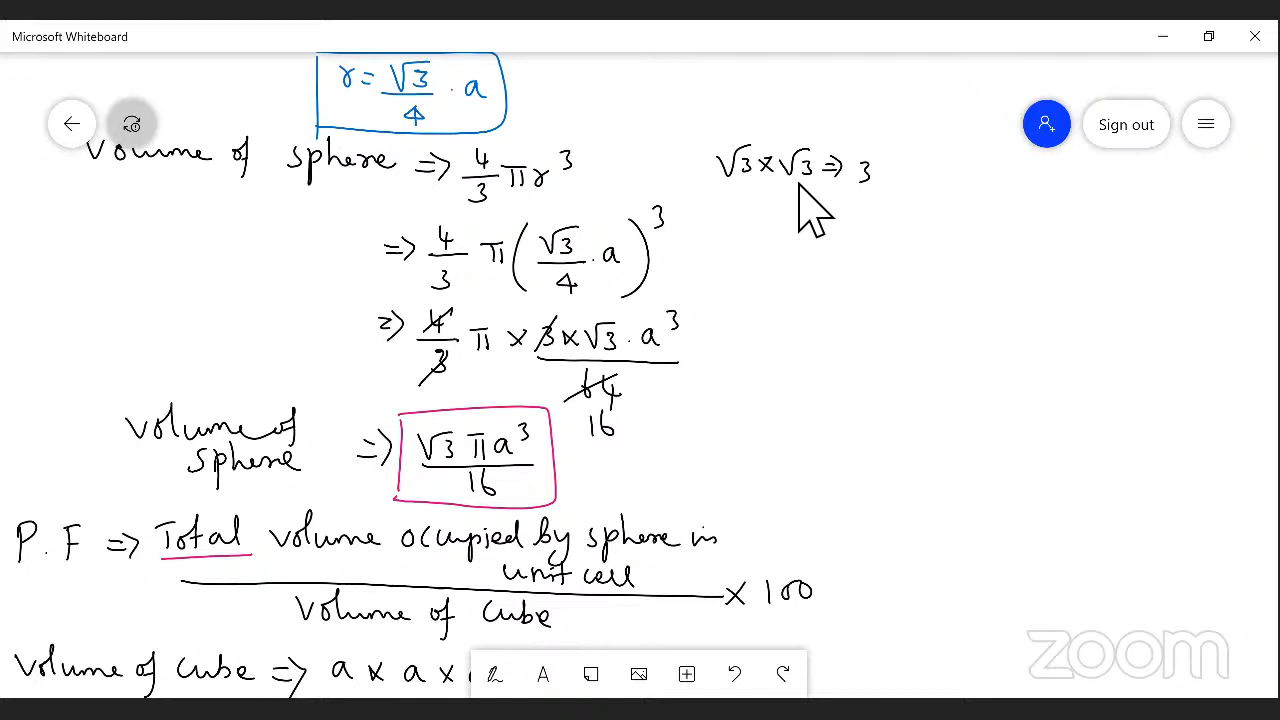 Microsoft Whiteboard
r = √3/4 · a
Sign out
Volume of sphere => 4/3 πr³
√3 × √3 => 3
=> 4/3 π (√3/4 · a)³
=> 4/3 π × 3×√3 · a³/64
16
Volume of sphere => √3 πa³/16
P.F => Total volume occupied by sphere in unit cell / Volume of cube × 100
Volume of cube => a × a ×
zoom